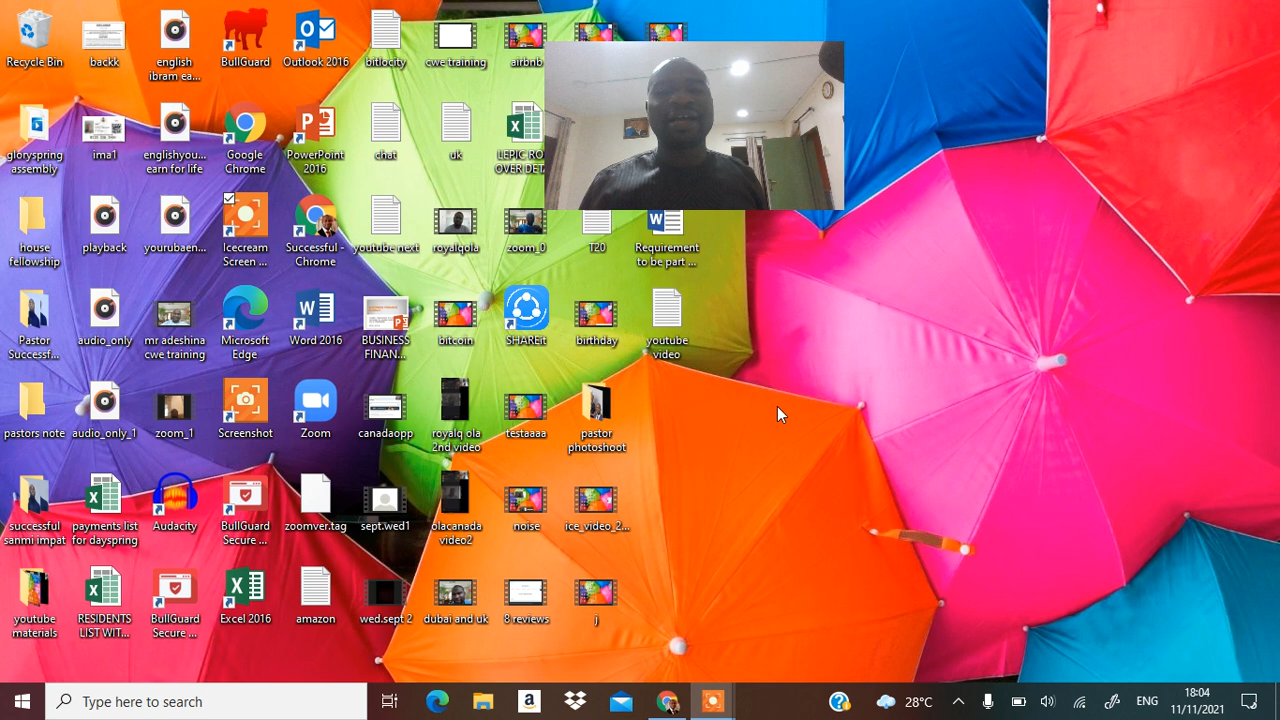 Recycle Bin
backk
english
ibram ea...
BullGuard
Outlook 2016
bitlocity
cwe training
airbnb
gloryspring
assembly
ima1
englishyou...
earn for life
Google
Chrome
PowerPoint
2016
chat
uk
LEPIC RO
OVER DETA
house
fellowship
playback
yourubaen...
Icecream
Screen ...
Successful -
Chrome
youtube next
royalqola
zoom_0
T20
Requirement
to be part ...
Pastor
Successf...
audio_only
mr adeshina
cwe training
Microsoft
Edge
Word 2016
BUSINESS
FINAN...
bitcoin
SHAREit
birthday
youtube
video
pastors note
audio_only_1
zoom_1
Screenshot
Zoom
canadaopp
royalq ola
2nd video
testaaaa
pastor
photoshoot
successful
sanmi impat
payments list
for dayspring
Audacity
BullGuard
Secure ...
zoomver.tag
sept.wed1
olacanada
video2
noise
ice_video_2...
youtube
materials
RESIDENTS
LIST WIT...
BullGuard
Secure ...
Excel 2016
amazon
wed.sept 2
dubai and uk
8 reviews
j
Type here to search
28°C
ENG
18:04
11/11/2021